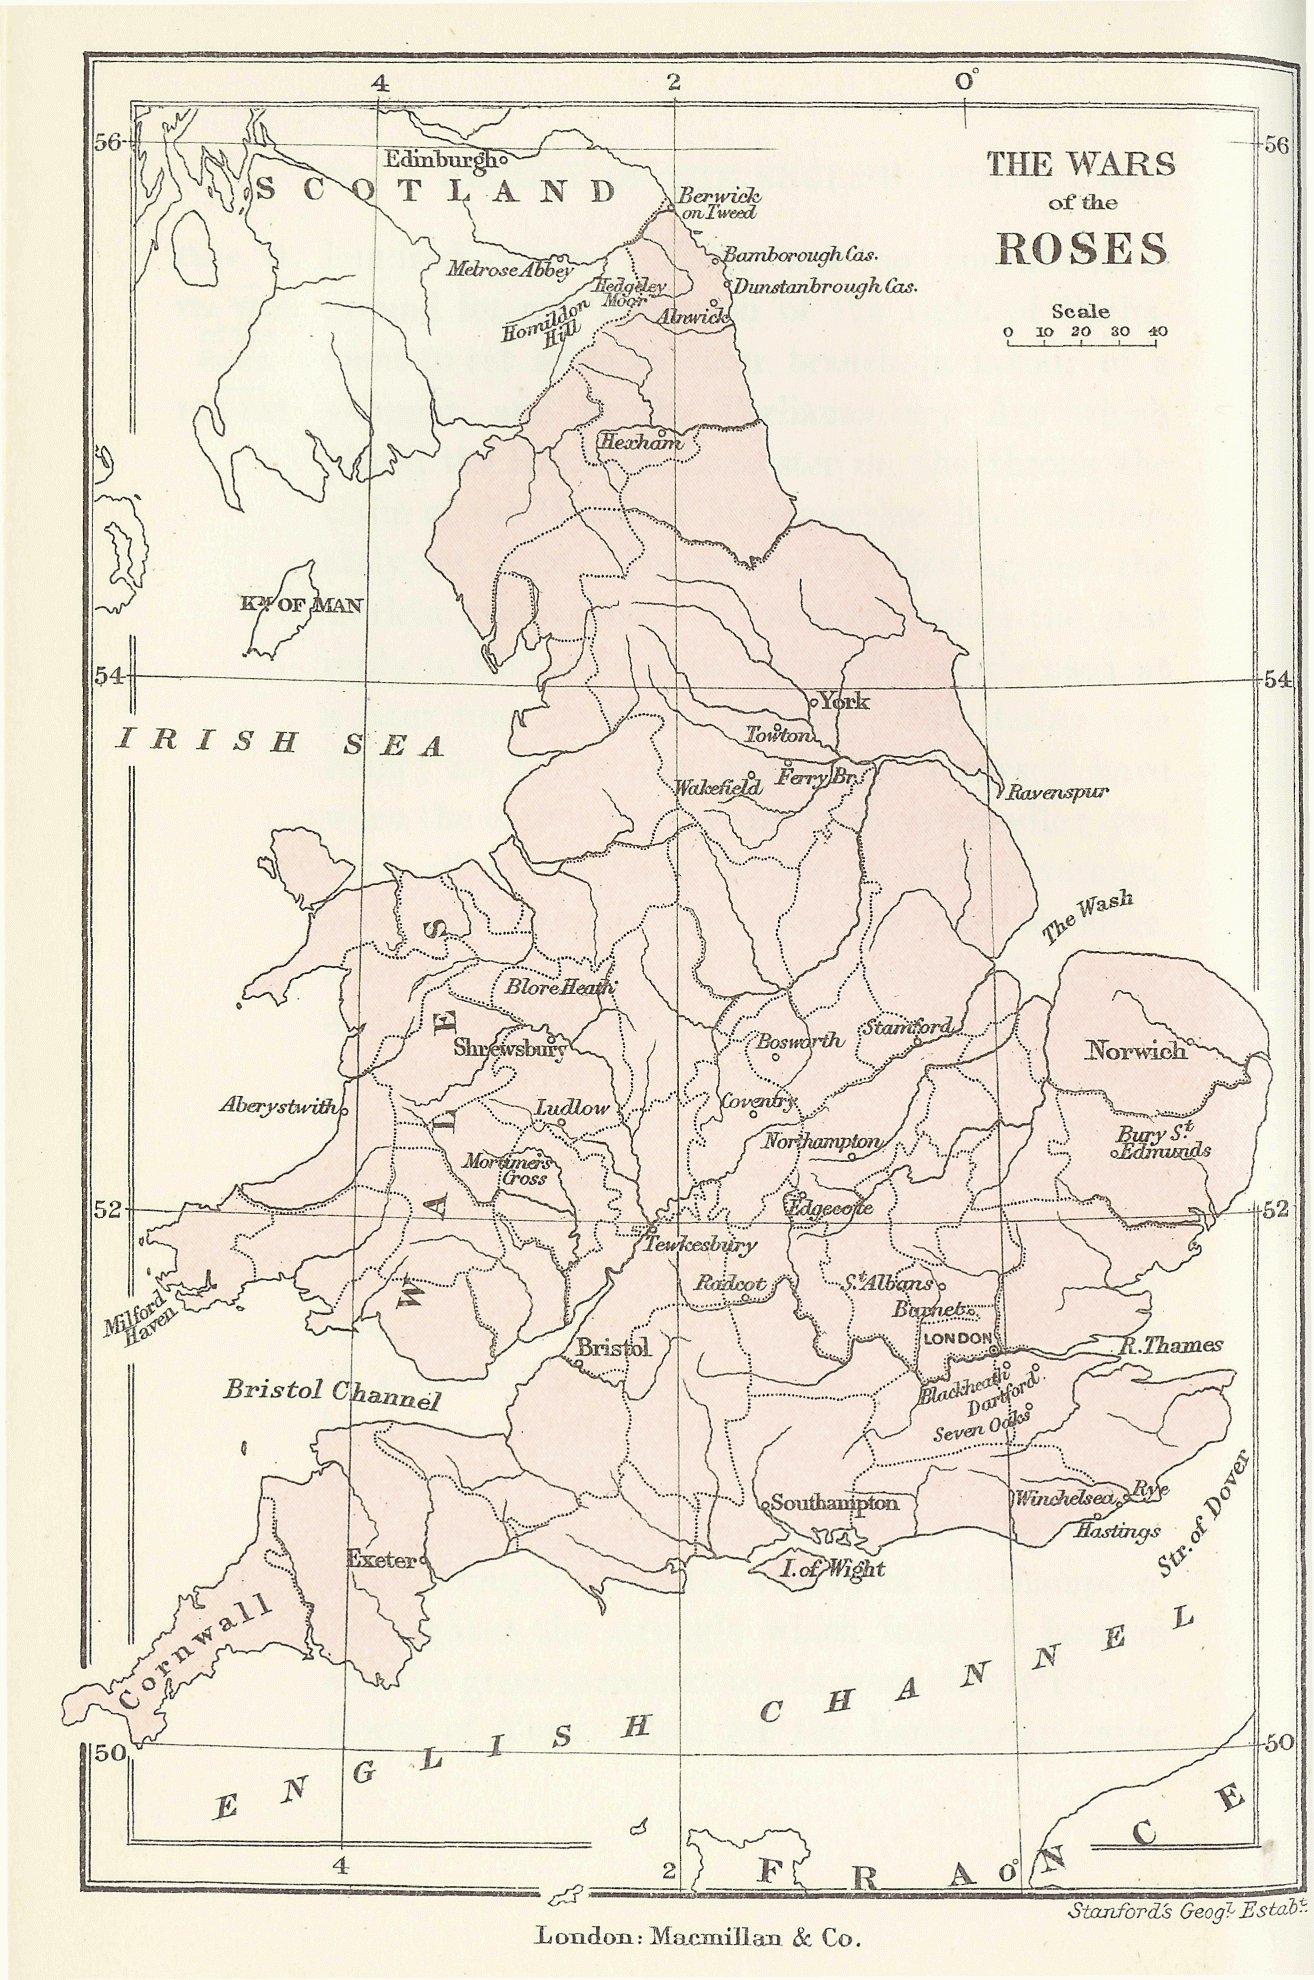 4 2 0°
56 56
THE WARS
of the
ROSES
Scale
0 10 20 30 40
Edinburgh
SCOTLAND
Berwick
on Tweed
Bamborough Cas.
Melrose Abbey
Hedgeley
Moor
Dunstanbrough Cas.
Homildon
Hill
Alnwick
Hexham
Kᴹ OF MAN
54 54
York
IRISH SEA
Towton
Ferry Br.
Wakefield
Ravenspur
The Wash
WALES
Blore Heath
Stamford
Bosworth
Shrewsbury
Norwich
Aberystwith
Ludlow
Coventry
Northampton
Bury Sᵗ
Edmunds
Mortimer's
Cross
52 52
Edgecote
Tewkesbury
Radcot
Sᵗ Albans
Milford
Haven
Barnet
LONDON
Bristol
R. Thames
Blackheath
Dartford
Bristol Channel
Seven Oaks
Southampton
Winchelsea
Rye
Hastings
Str. of Dover
Exeter
I. of Wight
Cornwall
ENGLISH CHANNEL
50 50
FRANCE
4 2 0°
Stanford's Geogˡ Estabᵗ.
London: Macmillan & Co.